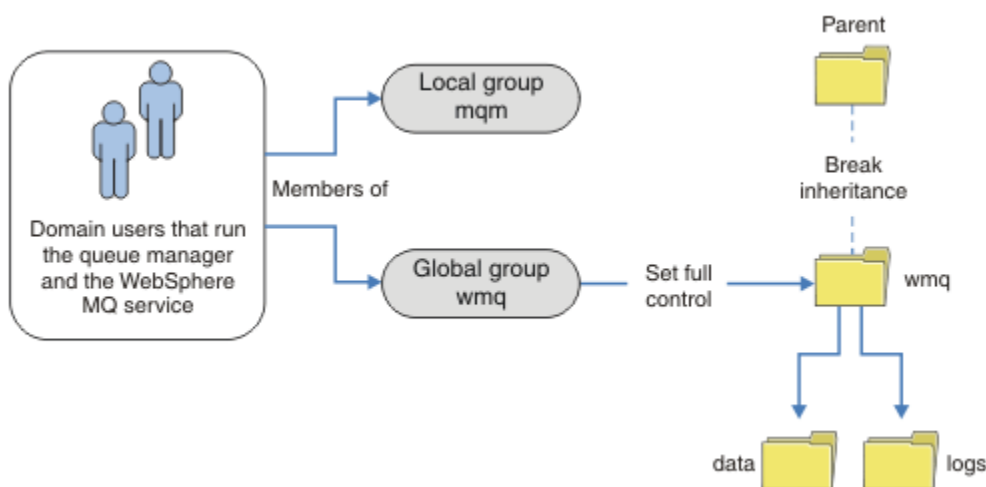 Parent
Local group
mqm
Members of
Break
inheritance
Domain users that run
the queue manager
and the WebSphere
MQ service
Global group
wmq
Set full
control
wmq
data
logs